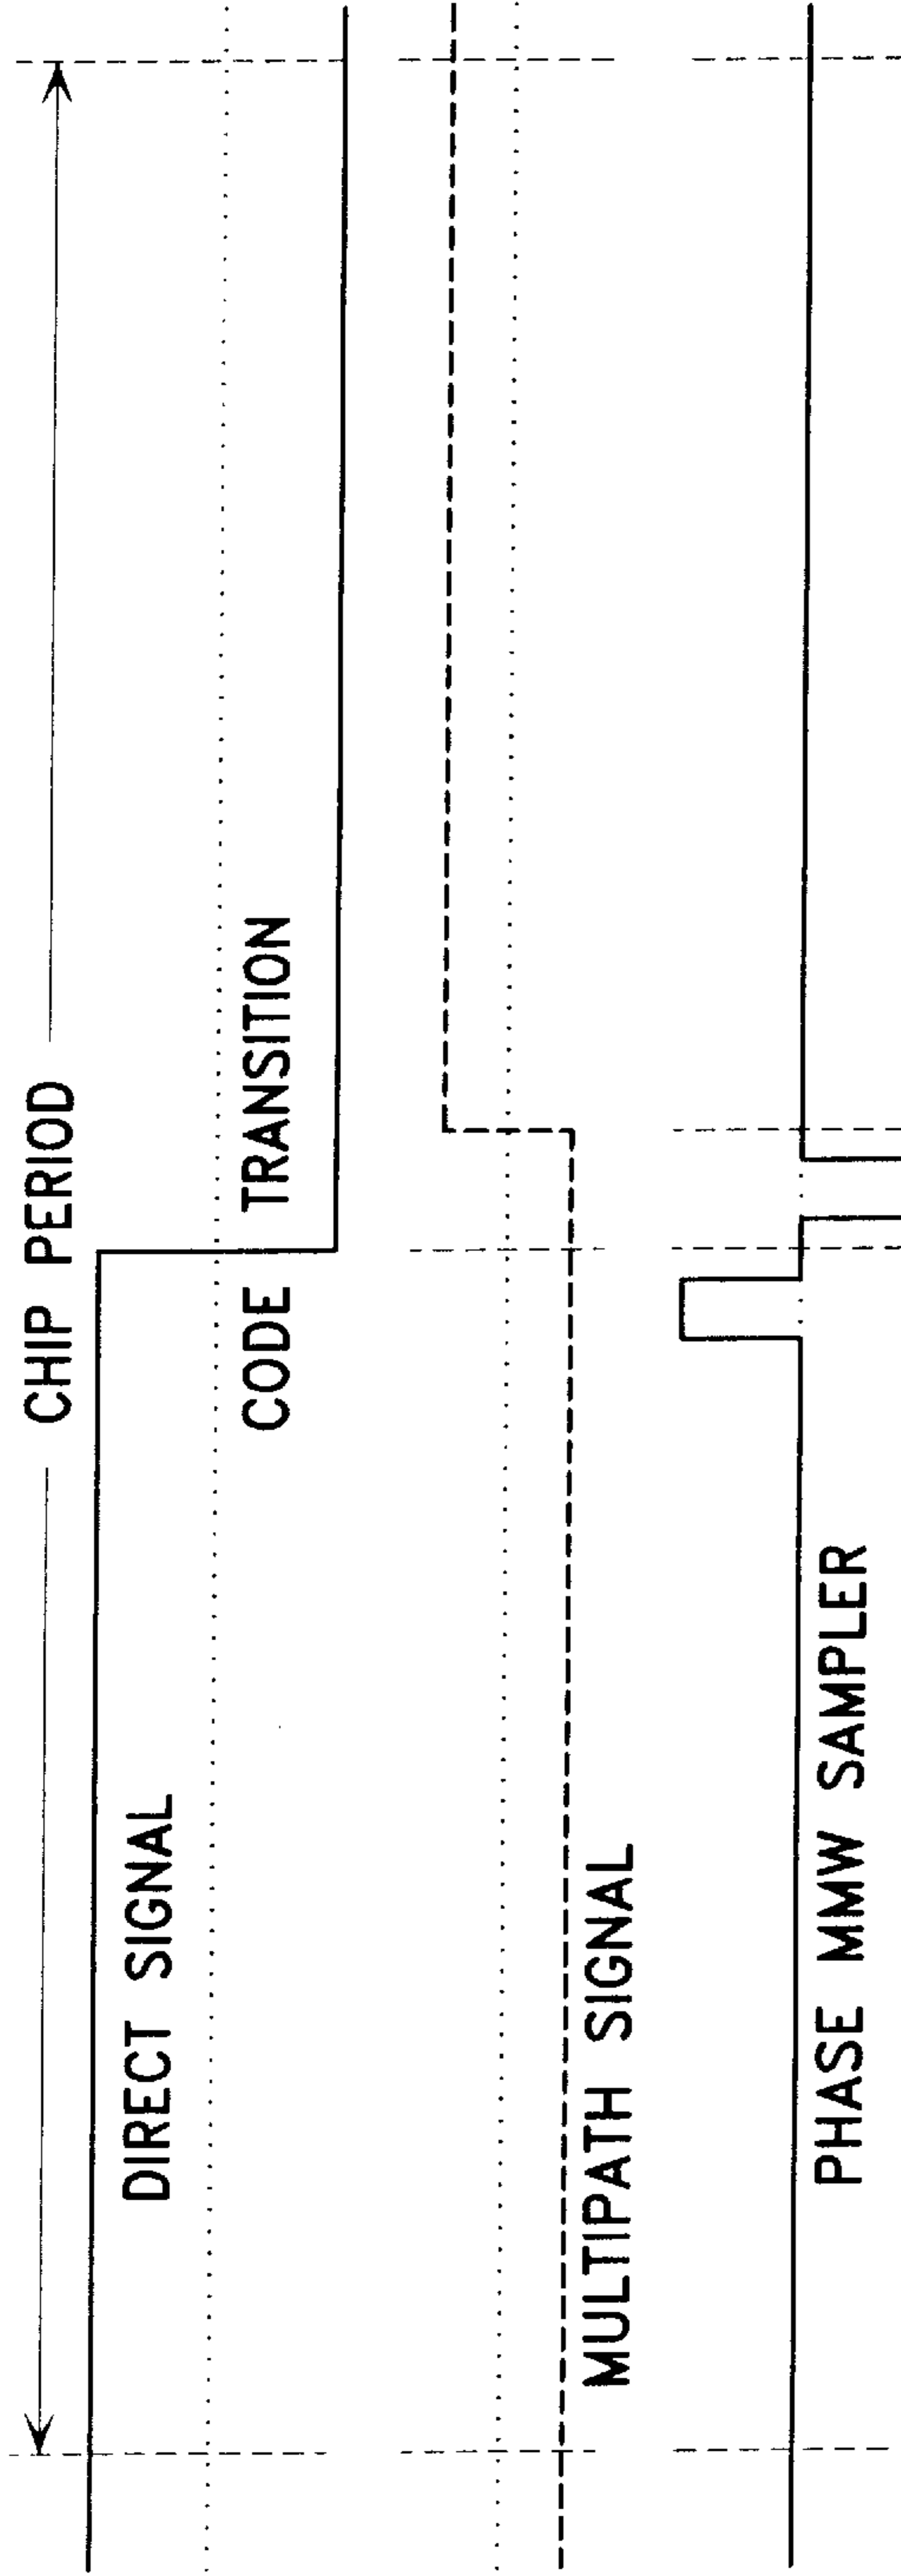 CHIP PERIOD
DIRECT SIGNAL
CODE TRANSITION
MULTIPATH SIGNAL
PHASE MMW SAMPLER